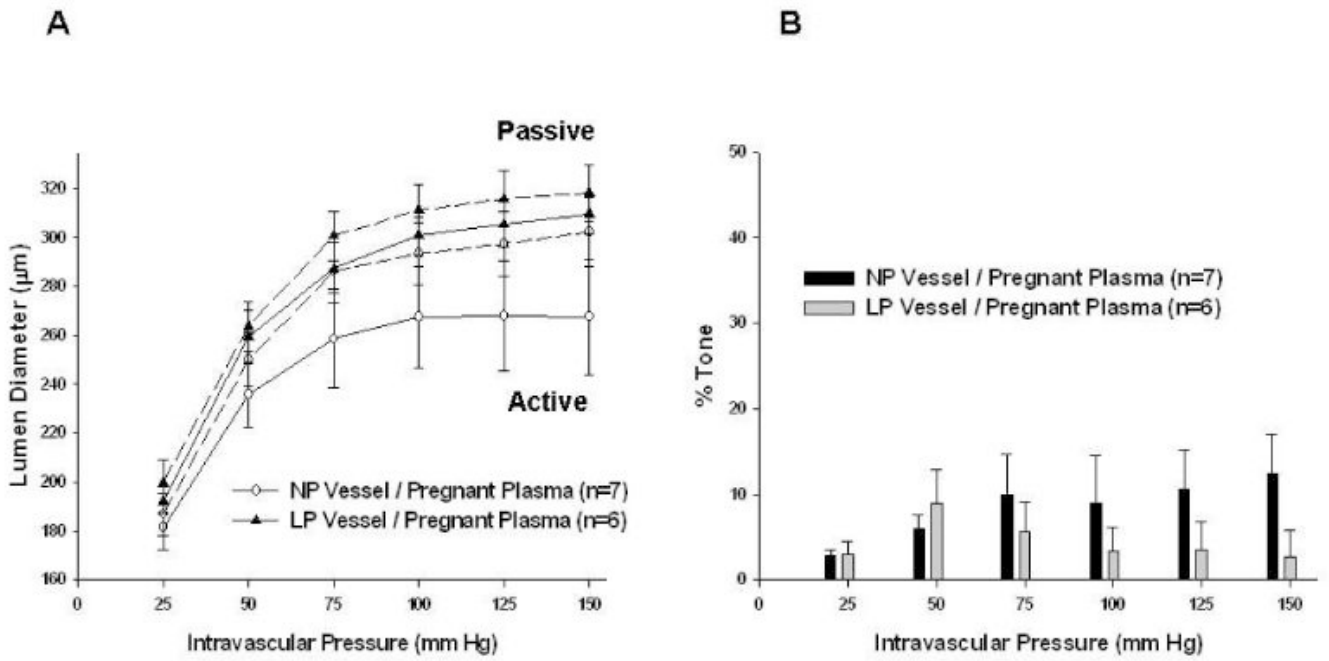 A
Passive
Active
Lumen Diameter (µm)
320
300
280
260
240
220
200
180
160
NP Vessel / Pregnant Plasma (n=7)
LP Vessel / Pregnant Plasma (n=6)
0 25 50 75 100 125 150
Intravascular Pressure (mm Hg)
B
% Tone
50
40
30
20
10
0
NP Vessel / Pregnant Plasma (n=7)
LP Vessel / Pregnant Plasma (n=6)
0 25 50 75 100 125 150
Intravascular Pressure (mm Hg)